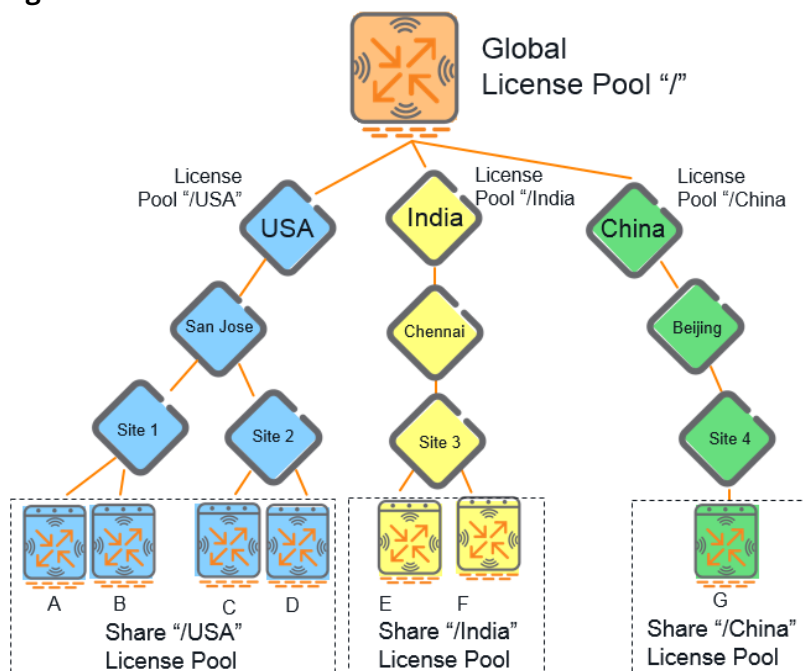 g
Global
License Pool “/”
License
Pool “/USA”
License
Pool “/India
License
Pool “/China
USA
India
China
San Jose
Chennai
Beijing
Site 1
Site 2
Site 3
Site 4
A
B
C
D
E
F
G
Share “/USA”
License Pool
Share “/India”
License Pool
Share “/China”
License Pool